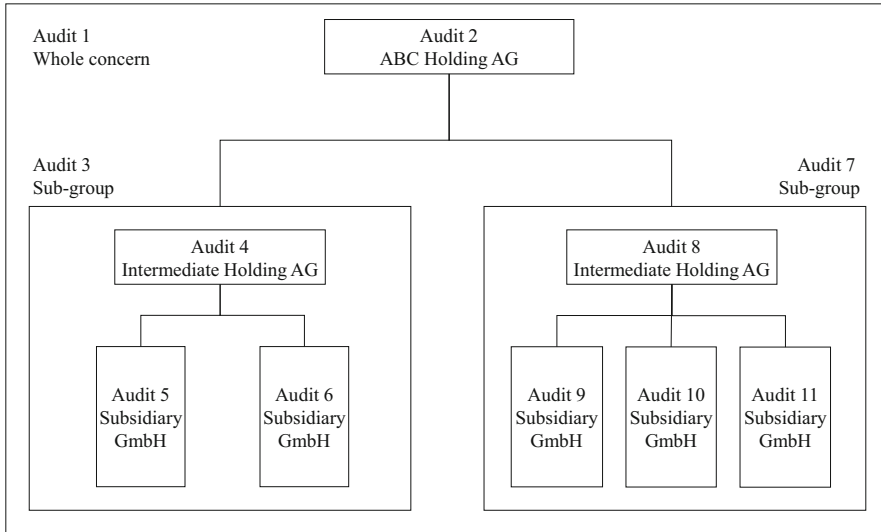 Audit 1
Whole concern
Audit 2
ABC Holding AG
Audit 3
Sub-group
Audit 7
Sub-group
Audit 4
Intermediate Holding AG
Audit 8
Intermediate Holding AG
Audit 5
Subsidiary
GmbH
Audit 6
Subsidiary
GmbH
Audit 9
Subsidiary
GmbH
Audit 10
Subsidiary
GmbH
Audit 11
Subsidiary
GmbH